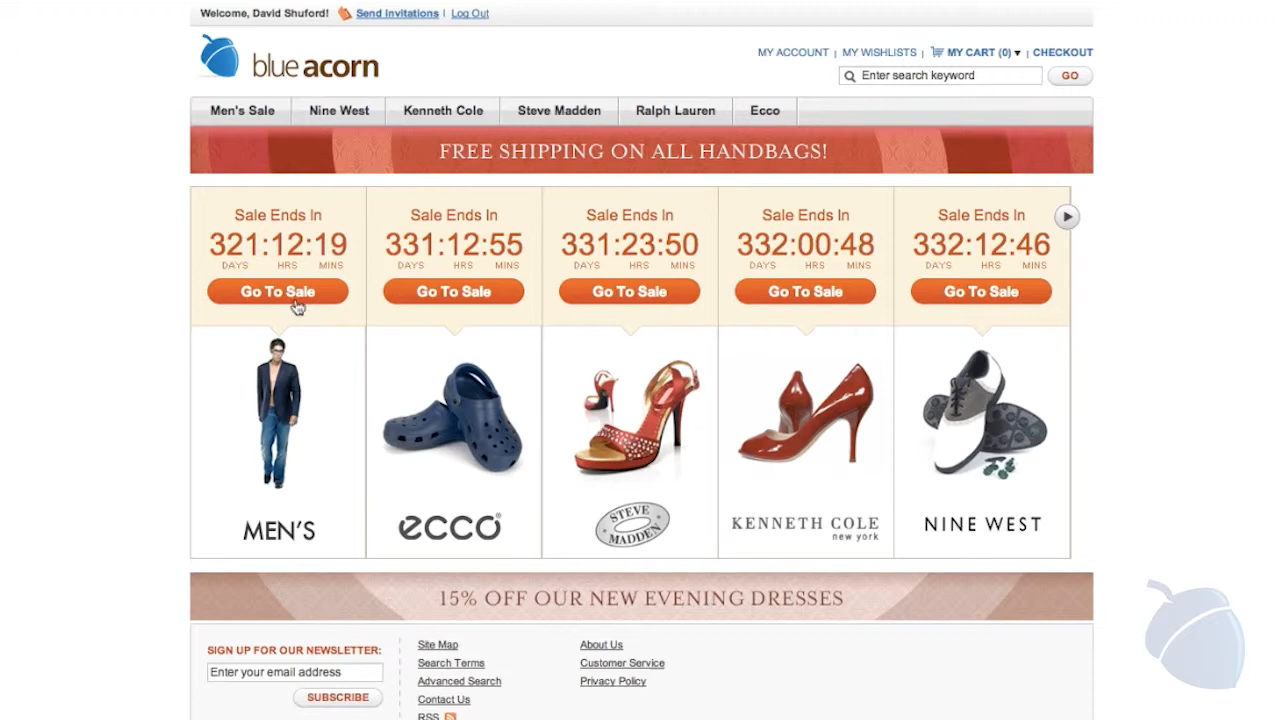 Welcome, David Shuford! Send Invitations | Log Out
blue acorn
MY ACCOUNT | MY WISHLISTS | MY CART (0) | CHECKOUT
Enter search keyword GO
Men's Sale Nine West Kenneth Cole Steve Madden Ralph Lauren Ecco
FREE SHIPPING ON ALL HANDBAGS!
Sale Ends In Sale Ends In Sale Ends In Sale Ends In Sale Ends In
321:12:19 331:12:55 331:23:50 332:00:48 332:12:46
DAYS HRS MINS DAYS HRS MINS DAYS HRS MINS DAYS HRS MINS DAYS HRS MINS
Go To Sale Go To Sale Go To Sale Go To Sale Go To Sale
MEN'S ecco® STEVE MADDEN KENNETH COLE new york NINE WEST
15% OFF OUR NEW EVENING DRESSES
SIGN UP FOR OUR NEWSLETTER:
Enter your email address
SUBSCRIBE
Site Map
Search Terms
Advanced Search
Contact Us
RSS
About Us
Customer Service
Privacy Policy